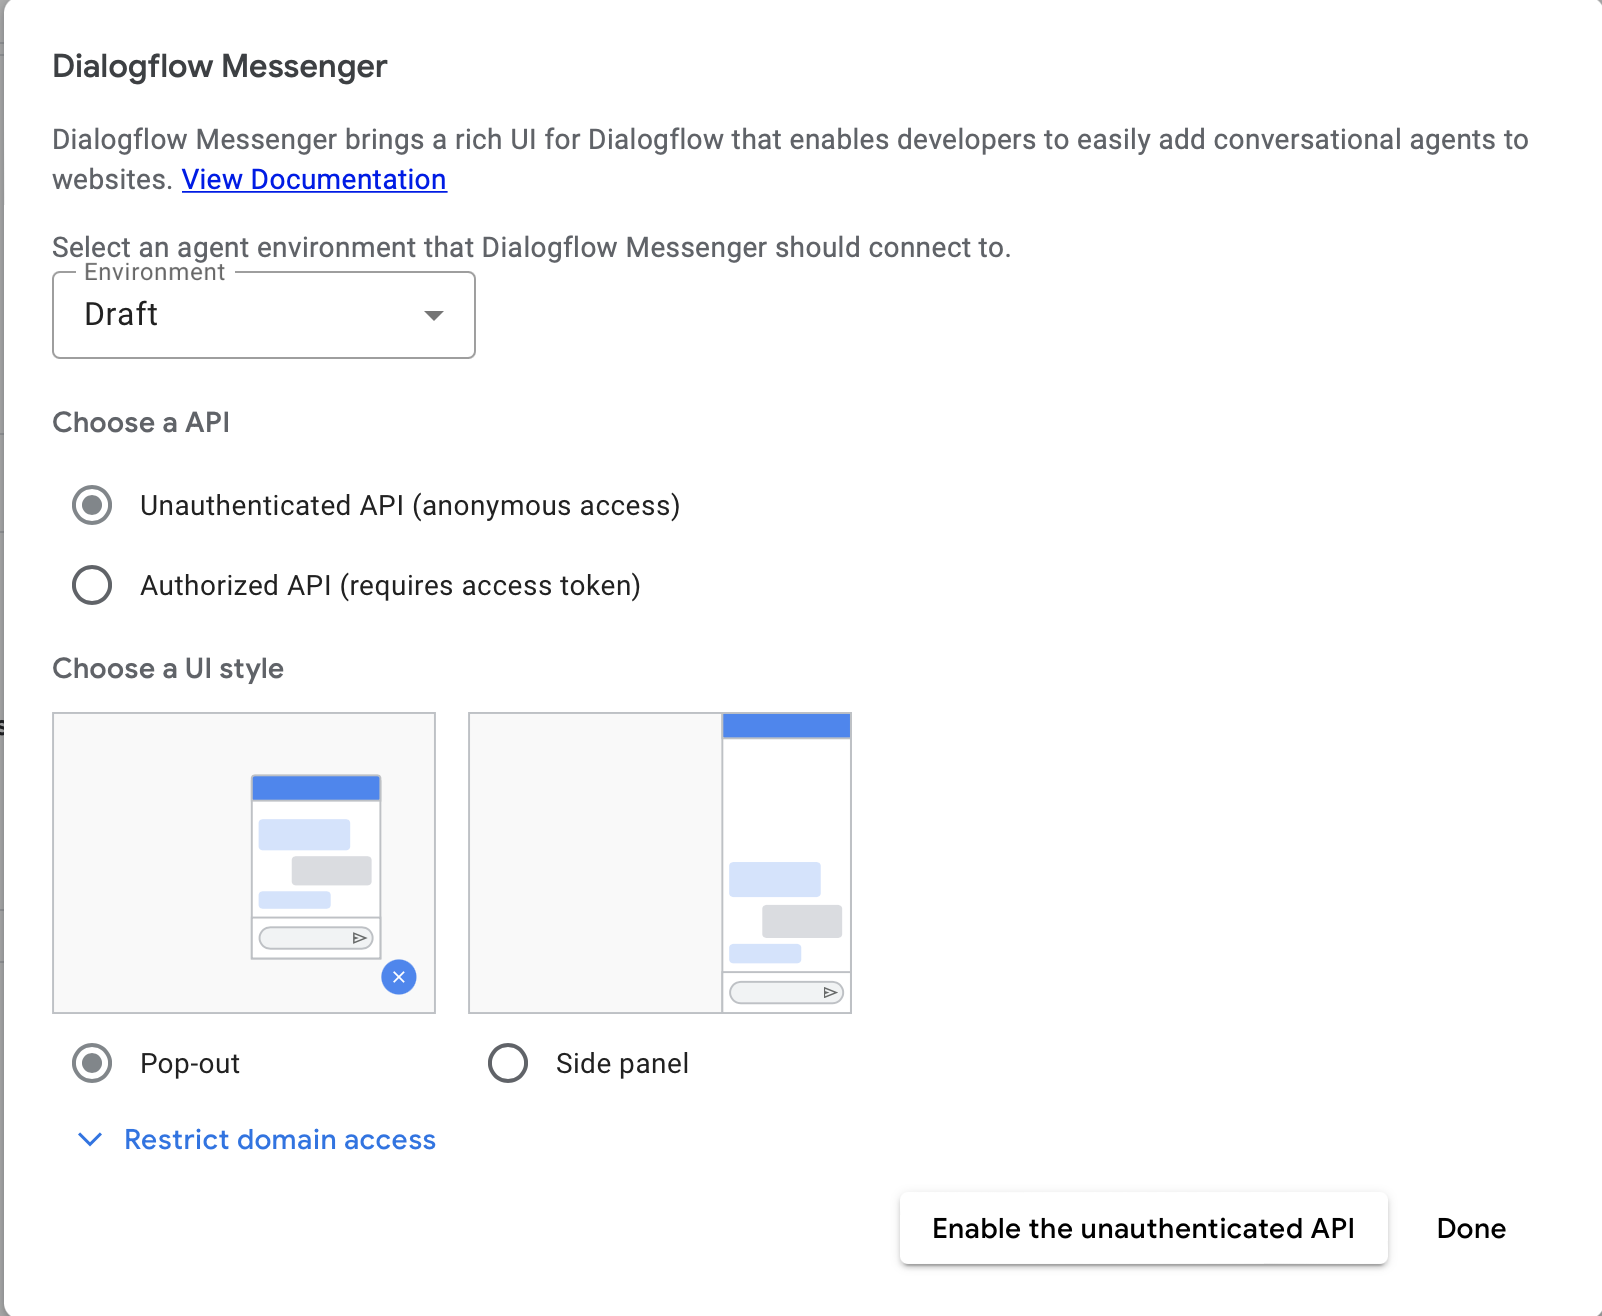 Dialogflow Messenger
Dialogflow Messenger brings a rich UI for Dialogflow that enables developers to easily add conversational agents to
websites. View Documentation
Select an agent environment that Dialogflow Messenger should connect to.
Environment
Draft
Choose a API
Unauthenticated API (anonymous access)
Authorized API (requires access token)
Choose a UI style
Pop-out
Side panel
Restrict domain access
Enable the unauthenticated API
Done